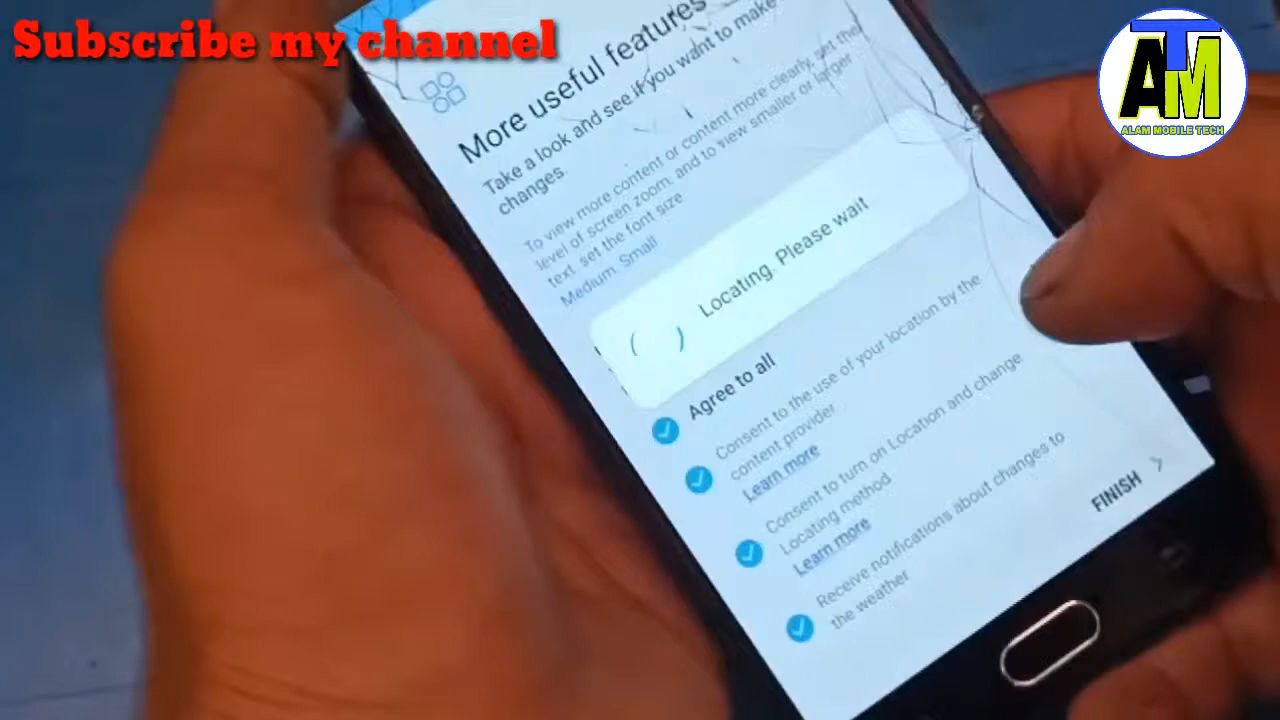 Subscribe my channel
ATM
ALAM MOBILE TECH
More useful features
Take a look and see if you want to make
changes.
To view more content or content more clearly, set the
level of screen zoom, and to view smaller or larger
text, set the font size
Medium, Small
Locating. Please wait
Agree to all
Consent to the use of your location by the
content provider
Learn more
Consent to turn on Location and change
Locating method
Learn more
Receive notifications about changes to
the weather
FINISH